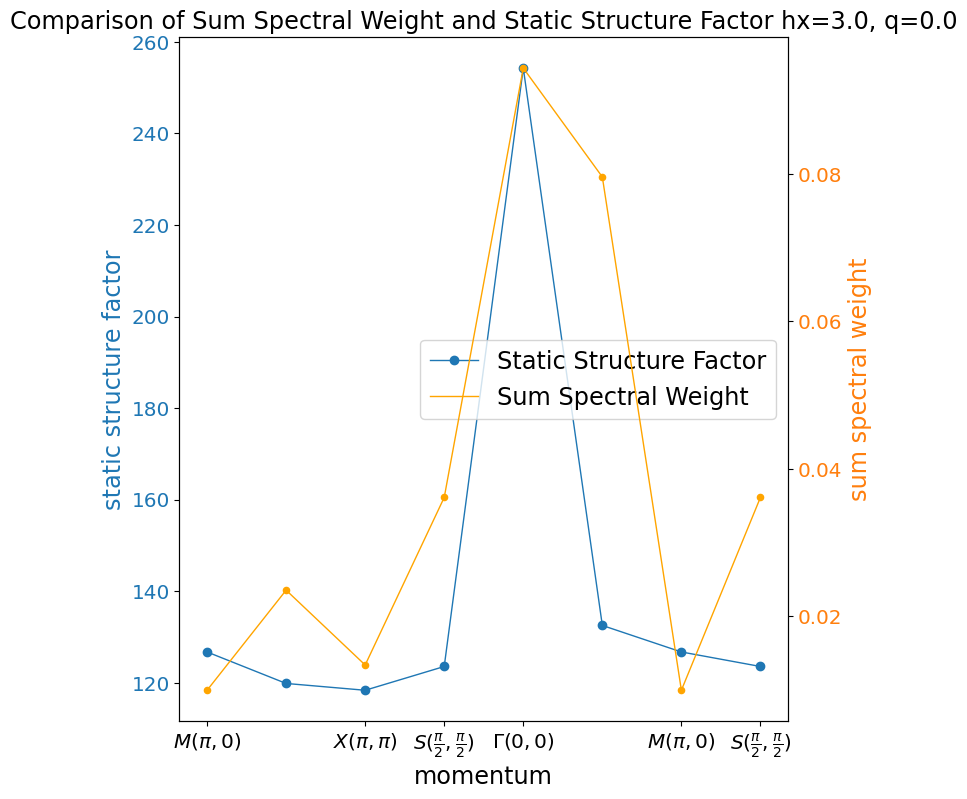 Comparison of Sum Spectral Weight and Static Structure Factor hx=3.0, q=0.0
260
240
220
200
180
160
140
120
static structure factor
0.08
0.06
0.04
0.02
sum spectral weight
Static Structure Factor
Sum Spectral Weight
M(π, 0)
X(π, π)
S(π/2, π/2)
Γ(0, 0)
M(π, 0)
S(π/2, π/2)
momentum